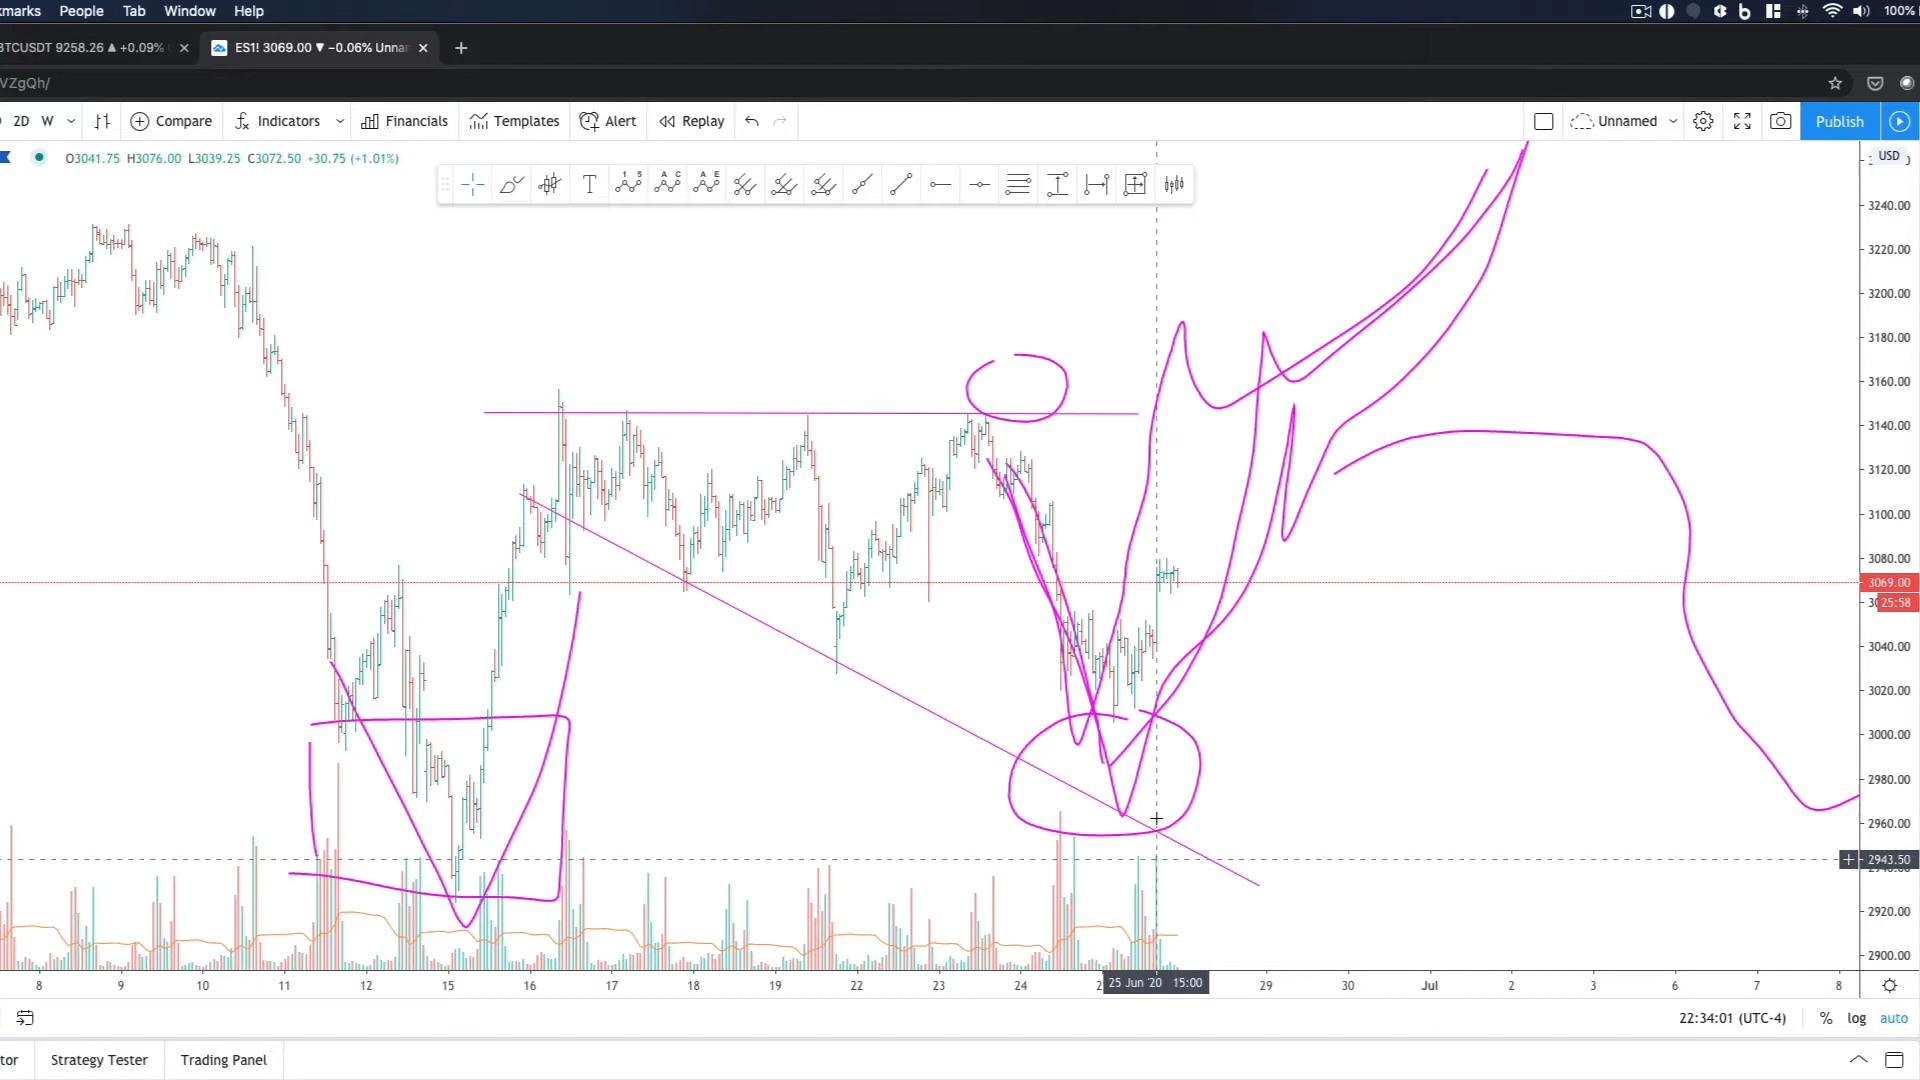 kmarks People Tab Window Help 100%
BTCUSDT 9258.26 ▲ +0.09% ES1! 3069.00 ▼ −0.06% Unnar
VZgQh/
2D W Compare Indicators Financials Templates Alert Replay Unnamed Publish
O3041.75 H3076.00 L3039.25 C3072.50 +30.75 (+1.01%)
USD
3240.00
3220.00
3200.00
3180.00
3160.00
3140.00
3120.00
3100.00
3080.00
3069.00
25:58
3040.00
3020.00
3000.00
2980.00
2960.00
2943.50
2920.00
2900.00
8 9 10 11 12 15 16 17 18 19 22 23 24 25 Jun '20 15:00 29 30 Jul 2 3 6 7 8
22:34:01 (UTC-4) % log auto
tor Strategy Tester Trading Panel